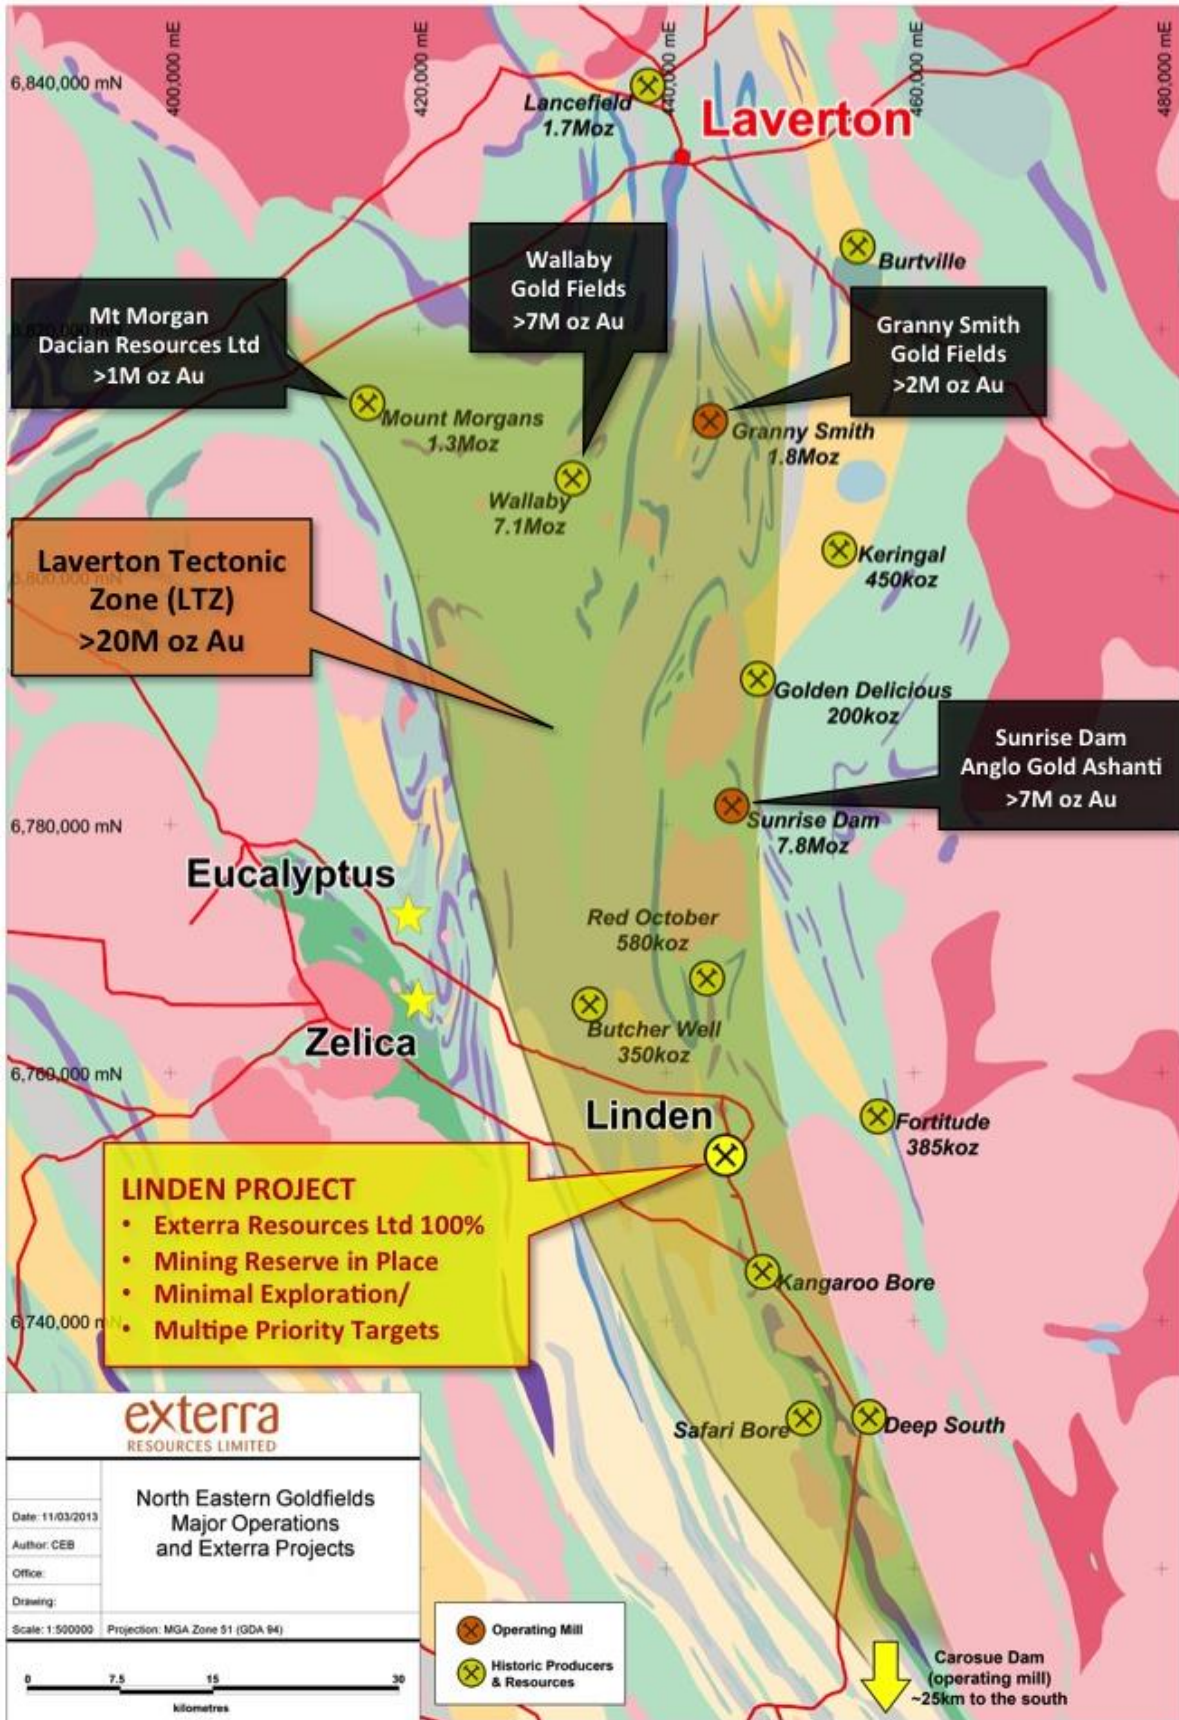 400,000 mE
420,000 mE
440,000 mE
460,000 mE
480,000 mE
6,840,000 mN
Lancefield
1.7Moz
Laverton
Burtville
Wallaby
Gold Fields
>7M oz Au
Mt Morgan
Dacian Resources Ltd
>1M oz Au
6,820,000 mN
Granny Smith
Gold Fields
>2M oz Au
Mount Morgans
1.3Moz
Granny Smith
1.8Moz
Wallaby
7.1Moz
Keringal
450koz
Laverton Tectonic
Zone (LTZ)
>20M oz Au
6,800,000 mN
Golden Delicious
200koz
Sunrise Dam
Anglo Gold Ashanti
>7M oz Au
6,780,000 mN
Sunrise Dam
7.8Moz
Eucalyptus
Red October
580koz
Zelica
Butcher Well
350koz
6,760,000 mN
Linden
Fortitude
385koz
LINDEN PROJECT
• Exterra Resources Ltd 100%
• Mining Reserve in Place
• Minimal Exploration/
• Multipe Priority Targets
Kangaroo Bore
6,740,000 mN
Safari Bore
Deep South
exterra
RESOURCES LIMITED
North Eastern Goldfields
Major Operations
and Exterra Projects
Date: 11/03/2013
Author: CEB
Office:
Drawing:
Scale: 1:500000 Projection: MGA Zone 51 (GDA 94)
0 7.5 15 30
kilometres
Operating Mill
Historic Producers
& Resources
Carosue Dam
(operating mill)
~25km to the south